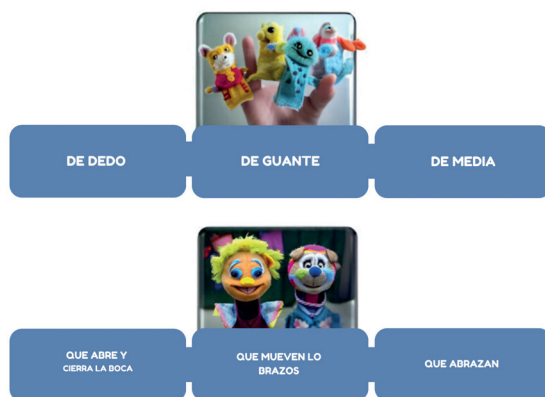 DE DEDO
DE GUANTE
DE MEDIA
QUE ABRE Y
CIERRA LA BOCA
QUE MUEVEN LO
BRAZOS
QUE ABRAZAN